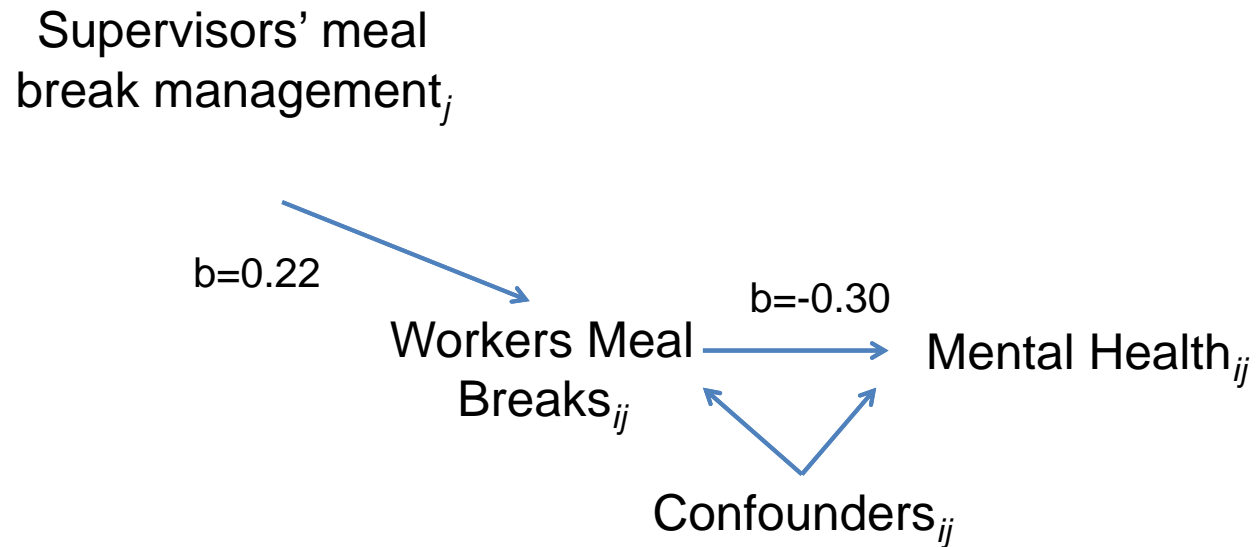 Supervisors’ meal
break managementj
b=0.22
b=-0.30
Workers Meal
Breaksij
Mental Healthij
Confoundersij